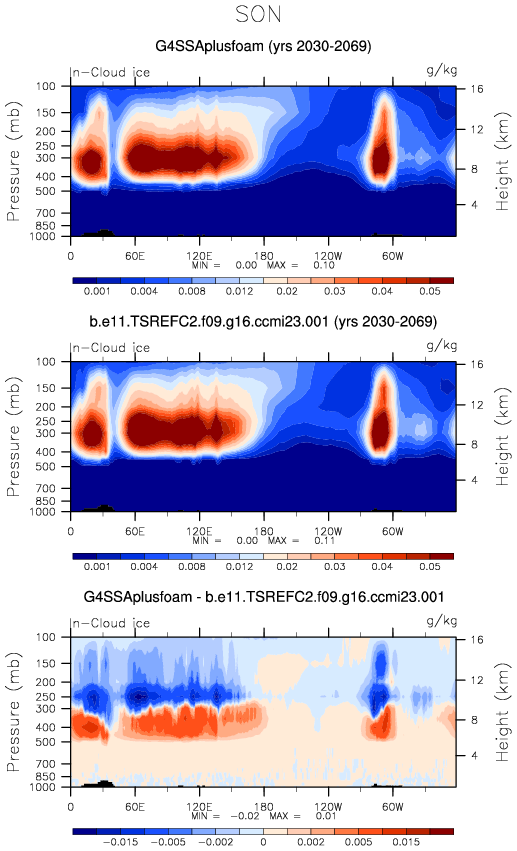 SON
G4SSAplusfoam (yrs 2030-2069)
In-Cloud ice g/kg
Pressure (mb)
100
150
200
250
300
400
500
700
850
1000
16
12
8
4
Height (km)
0 60E 120E 180 120W 60W
MIN = 0.00 MAX = 0.10
0.001 0.004 0.008 0.012 0.02 0.03 0.04 0.05
b.e11.TSREFC2.f09.g16.ccmi23.001 (yrs 2030-2069)
In-Cloud ice g/kg
Pressure (mb)
100
150
200
250
300
400
500
700
850
1000
16
12
8
4
Height (km)
0 60E 120E 180 120W 60W
MIN = 0.00 MAX = 0.11
0.001 0.004 0.008 0.012 0.02 0.03 0.04 0.05
G4SSAplusfoam - b.e11.TSREFC2.f09.g16.ccmi23.001
In-Cloud ice g/kg
Pressure (mb)
100
150
200
250
300
400
500
700
850
1000
16
12
8
4
Height (km)
0 60E 120E 180 120W 60W
MIN = -0.02 MAX = 0.01
-0.015 -0.005 -0.002 0 0.002 0.005 0.015